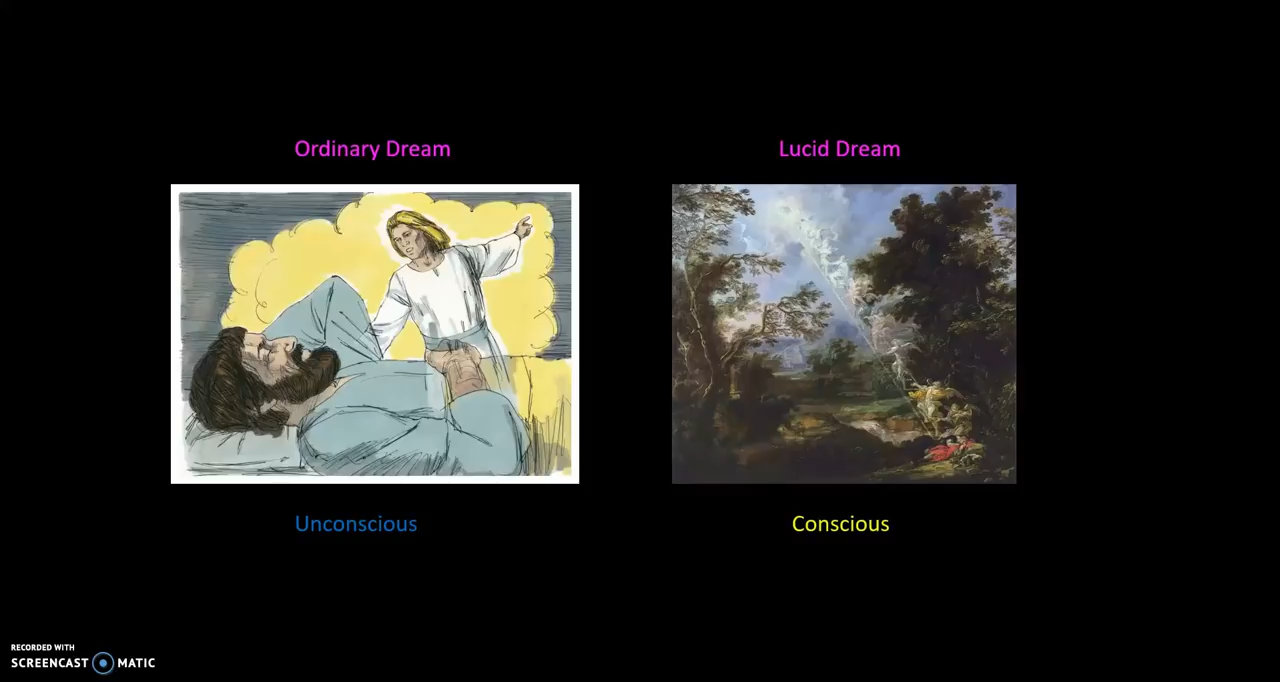 Ordinary Dream
Lucid Dream
Unconscious
Conscious
RECORDED WITH
SCREENCAST MATIC